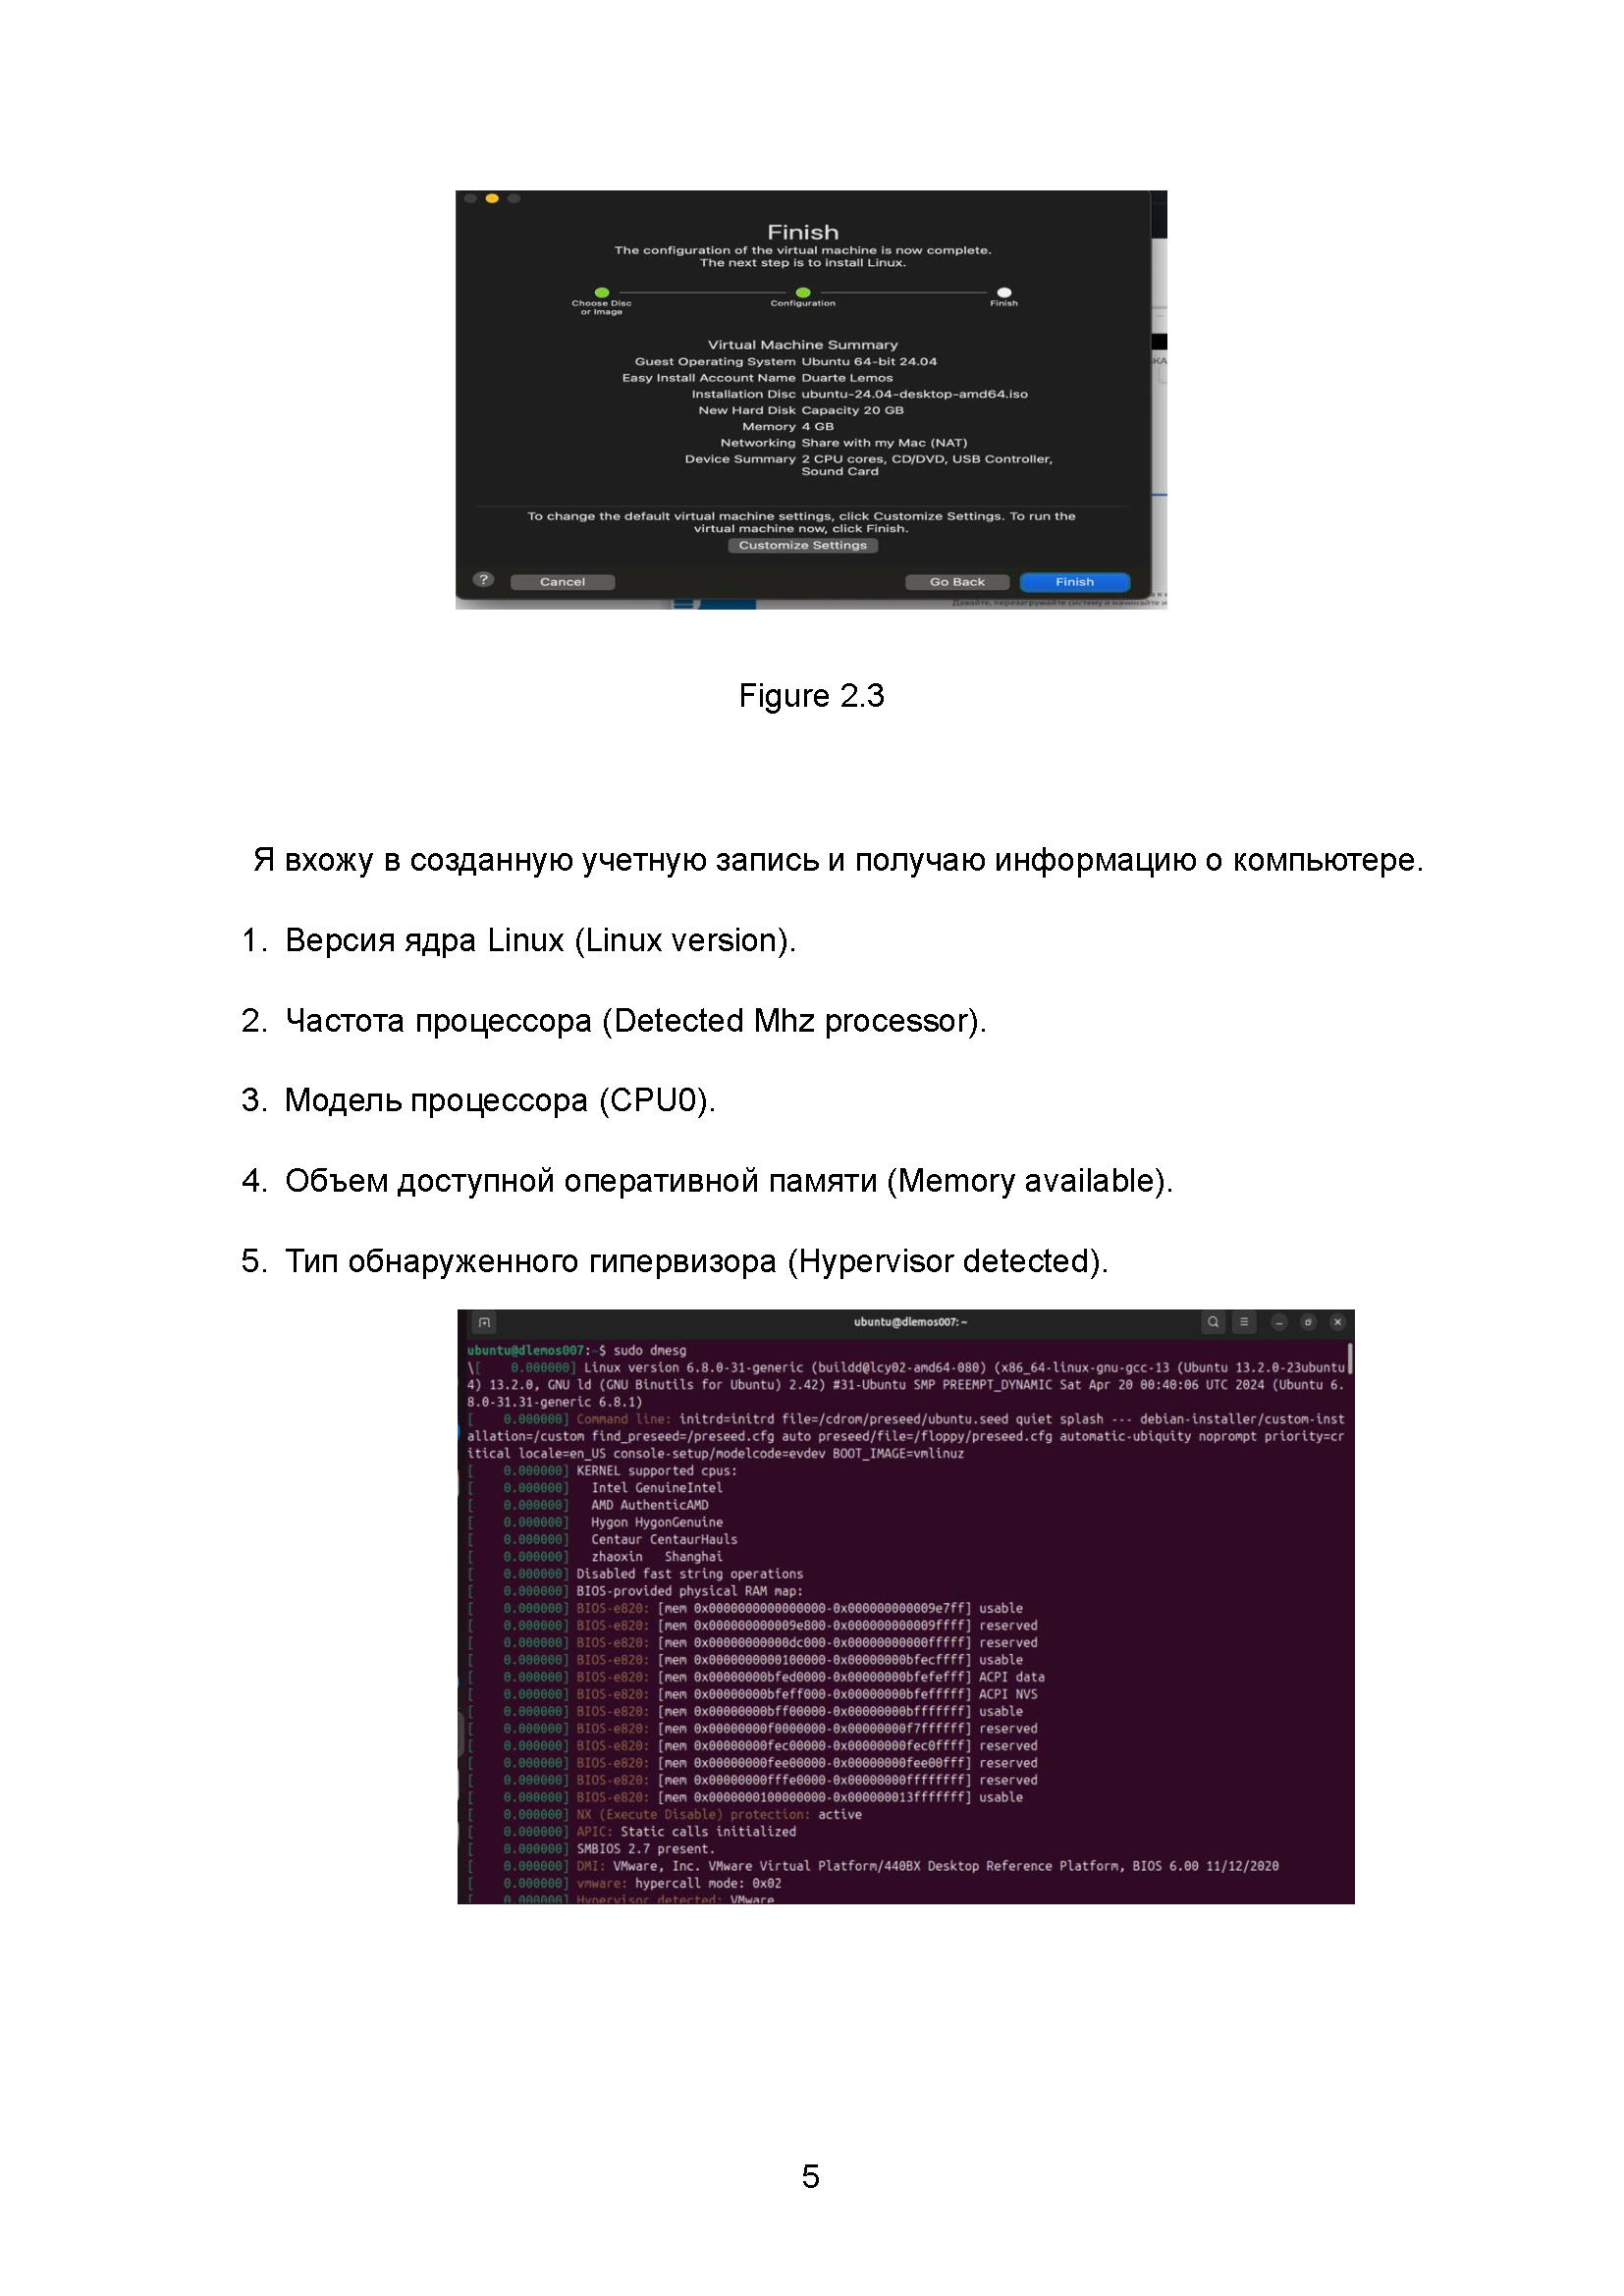 Finish
The configuration of the virtual machine is now complete.
The next step is to install Linux.
Choose Disc
or Image
Configuration
Finish
Virtual Machine Summary
Guest Operating System Ubuntu 64-bit 24.04
Easy Install Account Name Duarte Lemos
Installation Disc ubuntu-24.04-desktop-amd64.iso
New Hard Disk Capacity 20 GB
Memory 4 GB
Networking Share with my Mac (NAT)
Device Summary 2 CPU cores, CD/DVD, USB Controller,
Sound Card
To change the default virtual machine settings, click Customize Settings. To run the
virtual machine now, click Finish.
Customize Settings
? Cancel Go Back Finish
Давайте, перезагружайте систему и начинайте
Figure 2.3
Я вхожу в созданную учетную запись и получаю информацию о компьютере.
1. Версия ядра Linux (Linux version).
2. Частота процессора (Detected Mhz processor).
3. Модель процессора (CPU0).
4. Объем доступной оперативной памяти (Memory available).
5. Тип обнаруженного гипервизора (Hypervisor detected).
ubuntu@dlemos007: ~
ubuntu@dlemos007:~$ sudo dmesg
\[    0.000000] Linux version 6.8.0-31-generic (buildd@lcy02-amd64-080) (x86_64-linux-gnu-gcc-13 (Ubuntu 13.2.0-23ubuntu
4) 13.2.0, GNU ld (GNU Binutils for Ubuntu) 2.42) #31-Ubuntu SMP PREEMPT_DYNAMIC Sat Apr 20 00:40:06 UTC 2024 (Ubuntu 6.
8.0-31.31-generic 6.8.1)
[    0.000000] Command line: initrd=initrd file=/cdrom/preseed/ubuntu.seed quiet splash --- debian-installer/custom-inst
allation=/custom find_preseed=/preseed.cfg auto preseed/file=/floppy/preseed.cfg automatic-ubiquity noprompt priority=cr
itical locale=en_US console-setup/modelcode=evdev BOOT_IMAGE=vmlinuz
[    0.000000] KERNEL supported cpus:
[    0.000000]   Intel GenuineIntel
[    0.000000]   AMD AuthenticAMD
[    0.000000]   Hygon HygonGenuine
[    0.000000]   Centaur CentaurHauls
[    0.000000]   zhaoxin   Shanghai
[    0.000000] Disabled fast string operations
[    0.000000] BIOS-provided physical RAM map:
[    0.000000] BIOS-e820: [mem 0x0000000000000000-0x000000000009e7ff] usable
[    0.000000] BIOS-e820: [mem 0x000000000009e800-0x000000000009ffff] reserved
[    0.000000] BIOS-e820: [mem 0x00000000000dc000-0x00000000000fffff] reserved
[    0.000000] BIOS-e820: [mem 0x0000000000100000-0x00000000bfecffff] usable
[    0.000000] BIOS-e820: [mem 0x00000000bfed0000-0x00000000bfefefff] ACPI data
[    0.000000] BIOS-e820: [mem 0x00000000bfeff000-0x00000000bfefffff] ACPI NVS
[    0.000000] BIOS-e820: [mem 0x00000000bff00000-0x00000000bfffffff] usable
[    0.000000] BIOS-e820: [mem 0x00000000f0000000-0x00000000f7ffffff] reserved
[    0.000000] BIOS-e820: [mem 0x00000000fec00000-0x00000000fec0ffff] reserved
[    0.000000] BIOS-e820: [mem 0x00000000fee00000-0x00000000fee00fff] reserved
[    0.000000] BIOS-e820: [mem 0x00000000fffe0000-0x00000000ffffffff] reserved
[    0.000000] BIOS-e820: [mem 0x0000000100000000-0x000000013fffffff] usable
[    0.000000] NX (Execute Disable) protection: active
[    0.000000] APIC: Static calls initialized
[    0.000000] SMBIOS 2.7 present.
[    0.000000] DMI: VMware, Inc. VMware Virtual Platform/440BX Desktop Reference Platform, BIOS 6.00 11/12/2020
[    0.000000] vmware: hypercall mode: 0x02
[    0.000000] Hypervisor detected: VMware
5